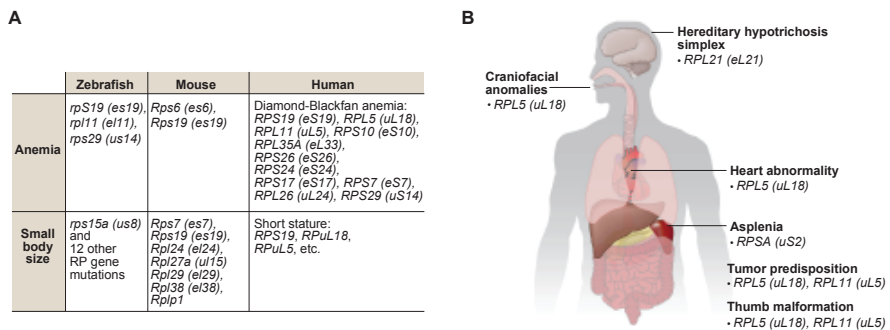 A
Zebrafish Mouse Human
Anemia
rpS19 (es19),
rpl11 (el11),
rps29 (us14)
Rps6 (es6),
Rps19 (es19)
Diamond-Blackfan anemia:
RPS19 (eS19), RPL5 (uL18),
RPL11 (uL5), RPS10 (eS10),
RPL35A (eL33),
RPS26 (eS26),
RPS24 (eS24),
RPS17 (eS17), RPS7 (eS7),
RPL26 (uL24), RPS29 (uS14)
Small
body
size
rps15a (us8)
and
12 other
RP gene
mutations
Rps7 (es7),
Rps19 (es19),
Rpl24 (el24),
Rpl27a (ul15)
Rpl29 (el29),
Rpl38 (el38),
Rplp1
Short stature:
RPS19, RPuL18,
RPuL5, etc.
B
Hereditary hypotrichosis
simplex
• RPL21 (eL21)
Craniofacial
anomalies
• RPL5 (uL18)
Heart abnormality
• RPL5 (uL18)
Asplenia
• RPSA (uS2)
Tumor predisposition
• RPL5 (uL18), RPL11 (uL5)
Thumb malformation
• RPL5 (uL18), RPL11 (uL5)